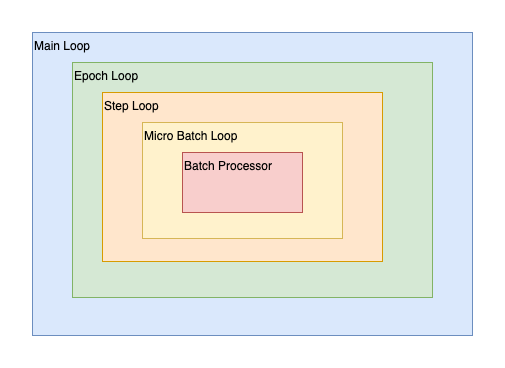 Main Loop
Epoch Loop
Step Loop
Micro Batch Loop
Batch Processor